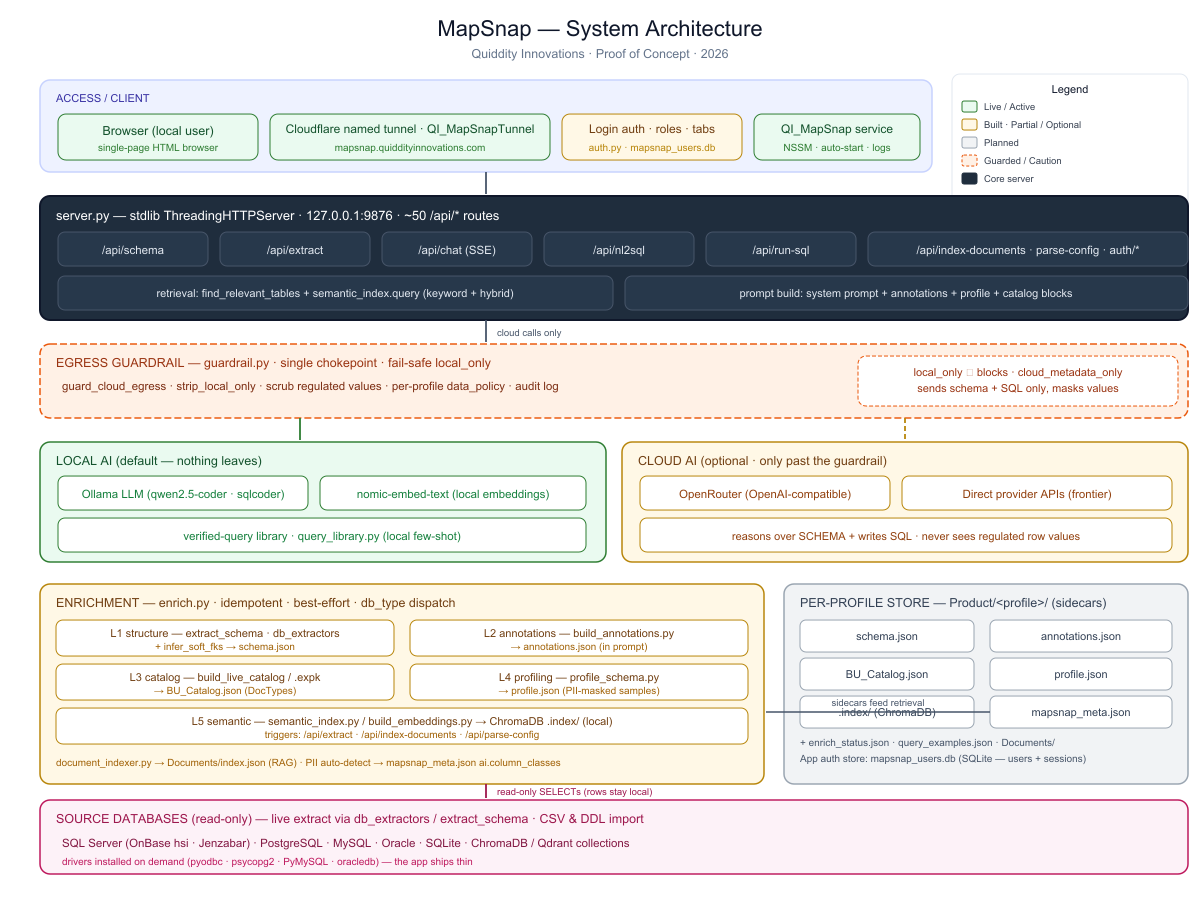 MapSnap — System Architecture
Quiddity Innovations · Proof of Concept · 2026
ACCESS / CLIENT
Browser (local user)
single-page HTML browser
Cloudflare named tunnel · QI_MapSnapTunnel
mapsnap.quiddityinnovations.com
Login auth · roles · tabs
auth.py · mapsnap_users.db
QI_MapSnap service
NSSM · auto-start · logs
Legend
Live / Active
Built · Partial / Optional
Planned
Guarded / Caution
Core server
server.py — stdlib ThreadingHTTPServer · 127.0.0.1:9876 · ~50 /api/* routes
/api/schema
/api/extract
/api/chat (SSE)
/api/nl2sql
/api/run-sql
/api/index-documents · parse-config · auth/*
retrieval: find_relevant_tables + semantic_index.query (keyword + hybrid)
prompt build: system prompt + annotations + profile + catalog blocks
cloud calls only
EGRESS GUARDRAIL — guardrail.py · single chokepoint · fail-safe local_only
guard_cloud_egress · strip_local_only · scrub regulated values · per-profile data_policy · audit log
local_only blocks · cloud_metadata_only
sends schema + SQL only, masks values
LOCAL AI (default — nothing leaves)
Ollama LLM (qwen2.5-coder · sqlcoder)
nomic-embed-text (local embeddings)
verified-query library · query_library.py (local few-shot)
CLOUD AI (optional · only past the guardrail)
OpenRouter (OpenAI-compatible)
Direct provider APIs (frontier)
reasons over SCHEMA + writes SQL · never sees regulated row values
ENRICHMENT — enrich.py · idempotent · best-effort · db_type dispatch
L1 structure — extract_schema · db_extractors
+ infer_soft_fks → schema.json
L2 annotations — build_annotations.py
→ annotations.json (in prompt)
L3 catalog — build_live_catalog / .expk
→ BU_Catalog.json (DocTypes)
L4 profiling — profile_schema.py
→ profile.json (PII-masked samples)
L5 semantic — semantic_index.py / build_embeddings.py → ChromaDB .index/ (local)
triggers: /api/extract · /api/index-documents · /api/parse-config
document_indexer.py → Documents/index.json (RAG) · PII auto-detect → mapsnap_meta.json ai.column_classes
PER-PROFILE STORE — Product/<profile>/ (sidecars)
schema.json
annotations.json
BU_Catalog.json
profile.json
sidecars feed retrieval
.index/ (ChromaDB)
mapsnap_meta.json
+ enrich_status.json · query_examples.json · Documents/
App auth store: mapsnap_users.db (SQLite — users + sessions)
read-only SELECTs (rows stay local)
SOURCE DATABASES (read-only) — live extract via db_extractors / extract_schema · CSV & DDL import
SQL Server (OnBase hsi · Jenzabar) · PostgreSQL · MySQL · Oracle · SQLite · ChromaDB / Qdrant collections
drivers installed on demand (pyodbc · psycopg2 · PyMySQL · oracledb) — the app ships thin